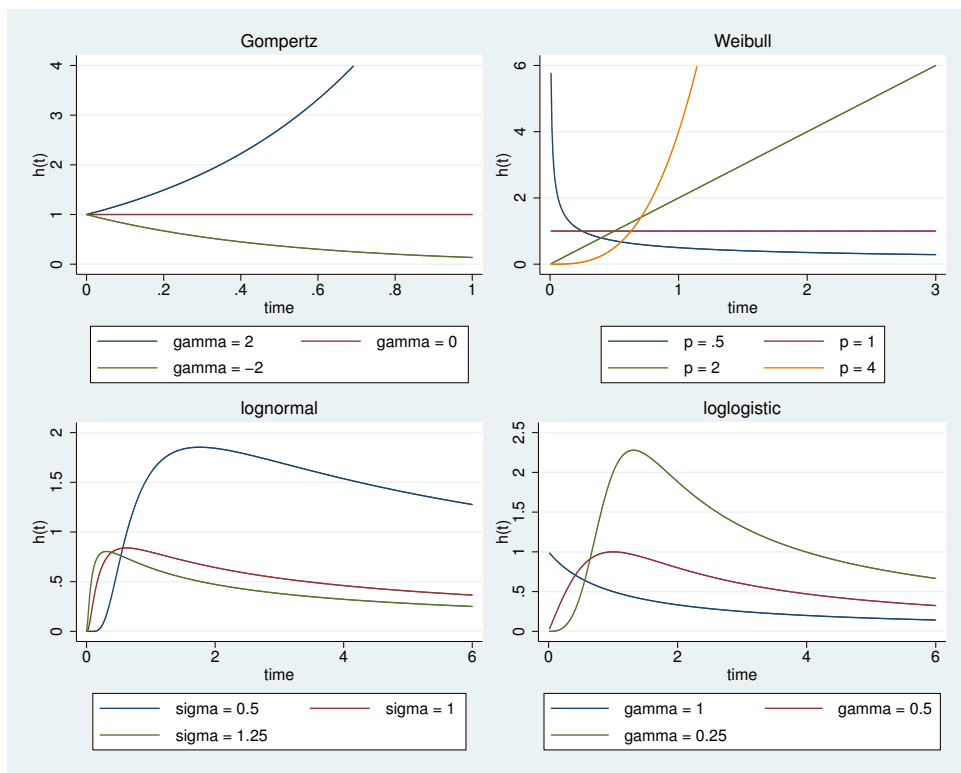 Gompertz
h(t)
4
3
2
1
0
0 .2 .4 .6 .8 1
time
gamma = 2 gamma = 0
gamma = −2
Weibull
h(t)
6
4
2
0
0 1 2 3
time
p = .5 p = 1
p = 2 p = 4
lognormal
h(t)
2
1.5
1
.5
0
0 2 4 6
time
sigma = 0.5 sigma = 1
sigma = 1.25
loglogistic
h(t)
2.5
2
1.5
1
.5
0
0 2 4 6
time
gamma = 1 gamma = 0.5
gamma = 0.25